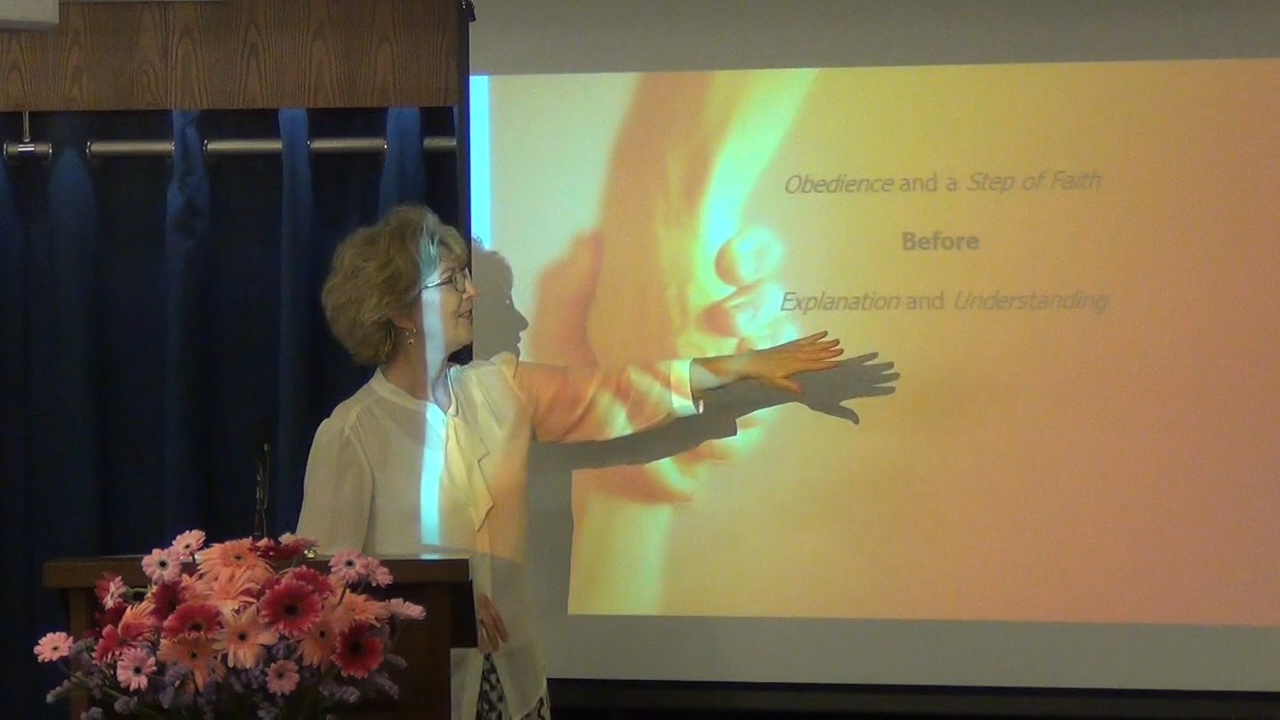 Obedience and a Step of Faith
Before
Explanation and Understanding